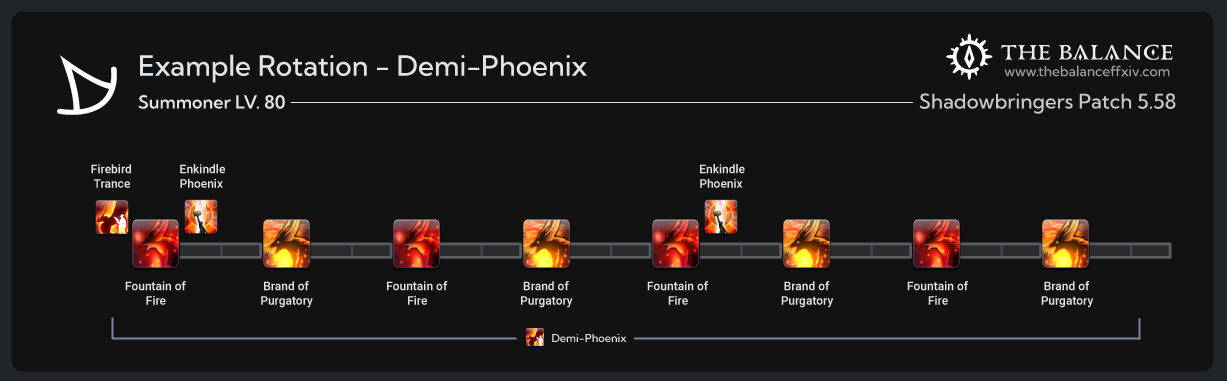 Example Rotation - Demi-Phoenix
THE BALANCE
www.thebalanceffxiv.com
Summoner LV. 80
Shadowbringers Patch 5.58
Firebird
Trance
Enkindle
Phoenix
Enkindle
Phoenix
Fountain of
Fire
Brand of
Purgatory
Fountain of
Fire
Brand of
Purgatory
Fountain of
Fire
Brand of
Purgatory
Fountain of
Fire
Brand of
Purgatory
Demi-Phoenix